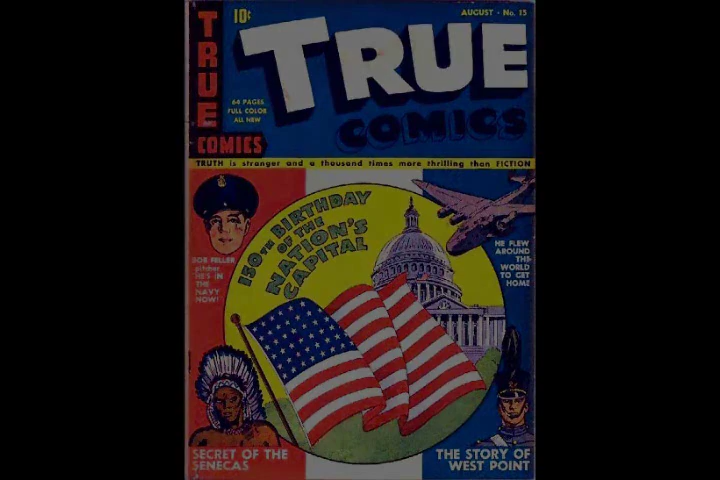 TRUE
COMICS
10¢
AUGUST • No. 15
TRUE
COMICS
64 PAGES
FULL COLOR
ALL NEW
TRUTH is stranger and a thousand times more thrilling than FICTION
150TH BIRTHDAY
OF THE
NATION'S
CAPITAL
BOB FELLER
pitcher
HE'S IN
THE
NAVY
NOW!
HE FLEW
AROUND
THE
WORLD
TO GET
HOME
SECRET OF THE
SENECAS
THE STORY OF
WEST POINT